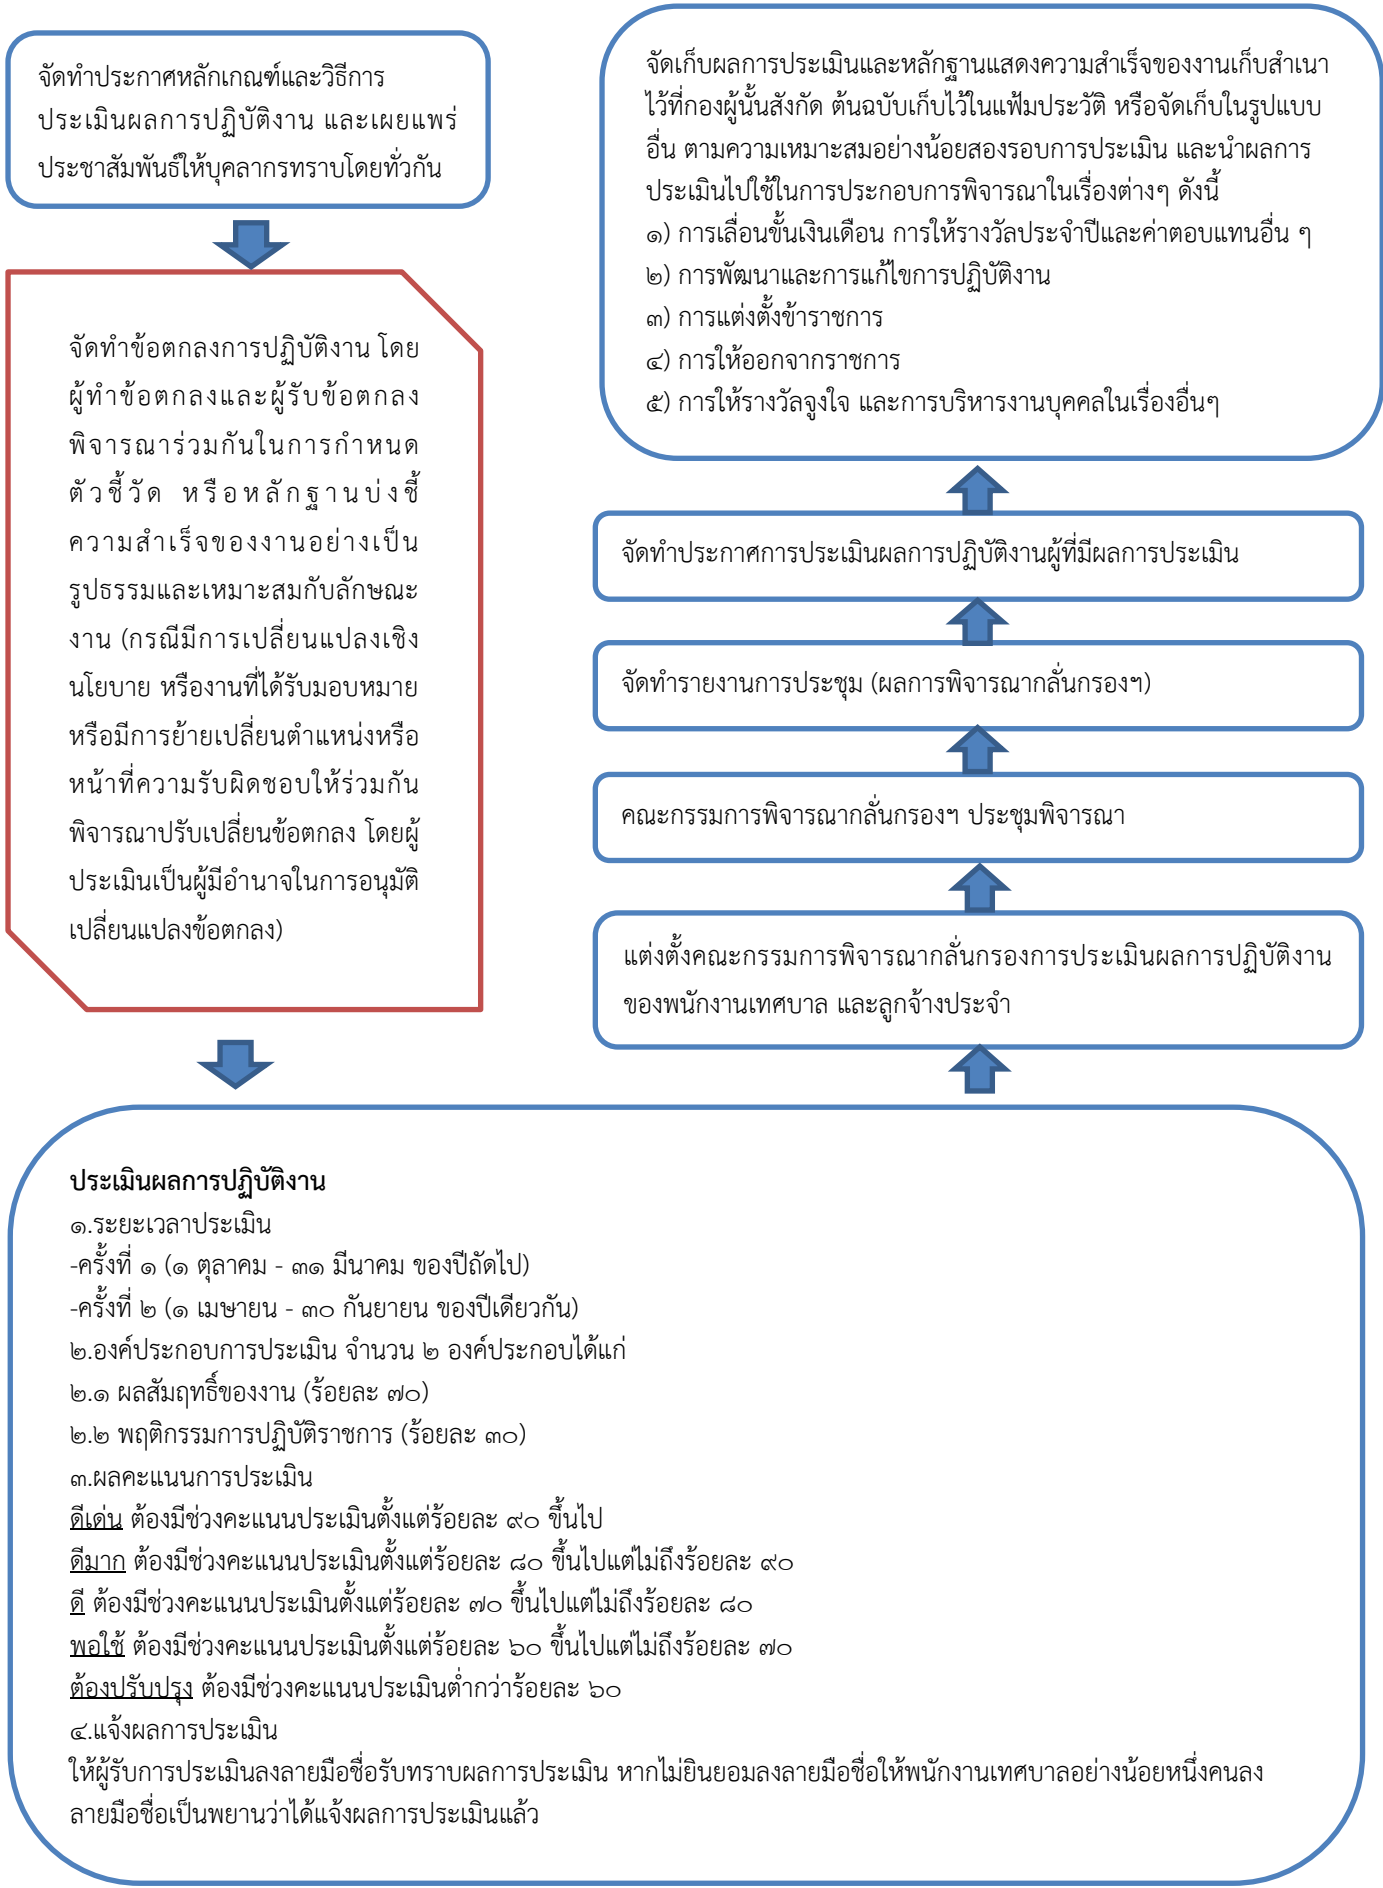 จัดทำประกาศหลักเกณฑ์และวิธีการ
ประเมินผลการปฏิบัติงาน และเผยแพร่
ประชาสัมพันธ์ให้บุคลากรทราบโดยทั่วกัน
จัดทำข้อตกลงการปฏิบัติงาน โดย
ผู้ทำข้อตกลงและผู้รับข้อตกลง
พิจารณาร่วมกันในการกำหนด
ตัวชี้วัด หรือหลักฐานบ่งชี้
ความสำเร็จของงานอย่างเป็น
รูปธรรมและเหมาะสมกับลักษณะ
งาน (กรณีมีการเปลี่ยนแปลงเชิง
นโยบาย หรืองานที่ได้รับมอบหมาย
หรือมีการย้ายเปลี่ยนตำแหน่งหรือ
หน้าที่ความรับผิดชอบให้ร่วมกัน
พิจารณาปรับเปลี่ยนข้อตกลง โดยผู้
ประเมินเป็นผู้มีอำนาจในการอนุมัติ
เปลี่ยนแปลงข้อตกลง)
ประเมินผลการปฏิบัติงาน
๑.ระยะเวลาประเมิน
-ครั้งที่ ๑ (๑ ตุลาคม - ๓๑ มีนาคม ของปีถัดไป)
-ครั้งที่ ๒ (๑ เมษายน - ๓๐ กันยายน ของปีเดียวกัน)
๒.องค์ประกอบการประเมิน จำนวน ๒ องค์ประกอบได้แก่
๒.๑ ผลสัมฤทธิ์ของงาน (ร้อยละ ๗๐)
๒.๒ พฤติกรรมการปฏิบัติราชการ (ร้อยละ ๓๐)
๓.ผลคะแนนการประเมิน
ดีเด่น ต้องมีช่วงคะแนนประเมินตั้งแต่ร้อยละ ๙๐ ขึ้นไป
ดีมาก ต้องมีช่วงคะแนนประเมินตั้งแต่ร้อยละ ๘๐ ขึ้นไปแต่ไม่ถึงร้อยละ ๙๐
ดี ต้องมีช่วงคะแนนประเมินตั้งแต่ร้อยละ ๗๐ ขึ้นไปแต่ไม่ถึงร้อยละ ๘๐
พอใช้ ต้องมีช่วงคะแนนประเมินตั้งแต่ร้อยละ ๖๐ ขึ้นไปแต่ไม่ถึงร้อยละ ๗๐
ต้องปรับปรุง ต้องมีช่วงคะแนนประเมินต่ำกว่าร้อยละ ๖๐
๔.แจ้งผลการประเมิน
ให้ผู้รับการประเมินลงลายมือชื่อรับทราบผลการประเมิน หากไม่ยินยอมลงลายมือชื่อให้พนักงานเทศบาลอย่างน้อยหนึ่งคนลง
ลายมือชื่อเป็นพยานว่าได้แจ้งผลการประเมินแล้ว
แต่งตั้งคณะกรรมการพิจารณากลั่นกรองการประเมินผลการปฏิบัติงาน
ของพนักงานเทศบาล และลูกจ้างประจำ
คณะกรรมการพิจารณากลั่นกรองฯ ประชุมพิจารณา
จัดทำรายงานการประชุม (ผลการพิจารณากลั่นกรองฯ)
จัดทำประกาศการประเมินผลการปฏิบัติงานผู้ที่มีผลการประเมิน
จัดเก็บผลการประเมินและหลักฐานแสดงความสำเร็จของงานเก็บสำเนา
ไว้ที่กองผู้นั้นสังกัด ต้นฉบับเก็บไว้ในแฟ้มประวัติ หรือจัดเก็บในรูปแบบ
อื่น ตามความเหมาะสมอย่างน้อยสองรอบการประเมิน และนำผลการ
ประเมินไปใช้ในการประกอบการพิจารณาในเรื่องต่างๆ ดังนี้
๑) การเลื่อนขั้นเงินเดือน การให้รางวัลประจำปีและค่าตอบแทนอื่น ๆ
๒) การพัฒนาและการแก้ไขการปฏิบัติงาน
๓) การแต่งตั้งข้าราชการ
๔) การให้ออกจากราชการ
๕) การให้รางวัลจูงใจ และการบริหารงานบุคคลในเรื่องอื่นๆ